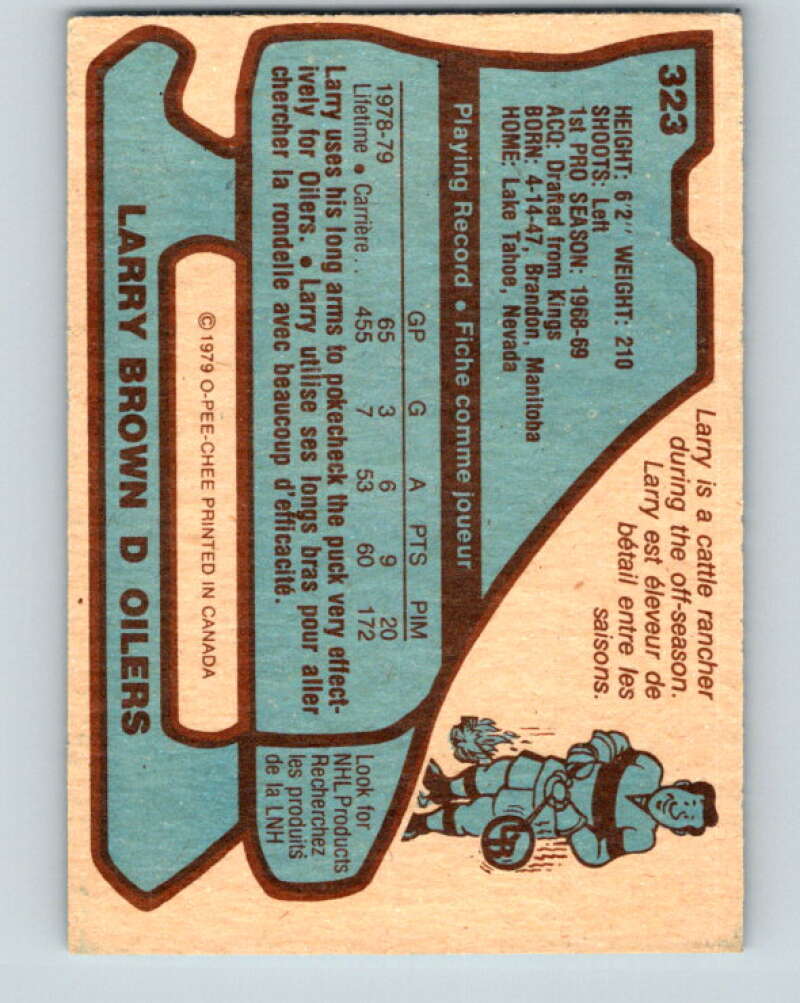 323
HEIGHT: 6'2" WEIGHT: 210
SHOOTS: Left
1st PRO SEASON: 1968-69
ACQ: Drafted from Kings
BORN: 4-14-47, Brandon, Manitoba
HOME: Lake Tahoe, Nevada
Larry is a cattle rancher
during the off-season.
Larry est éleveur de
bétail entre les
saisons.
LB
Playing Record • Fiche comme joueur
GP G A PTS PIM
1978-79 65 3 6 9 20
Lifetime • Carrière.. 455 7 53 60 172
Larry uses his long arms to pokecheck the puck very effect-
ively for Oilers. • Larry utilise ses longs bras pour aller
chercher la rondelle avec beaucoup d'efficacité.
Look for
NHL Products
Recherchez
les produits
de la LNH
© 1979 O-PEE-CHEE PRINTED IN CANADA
LARRY BROWN D OILERS